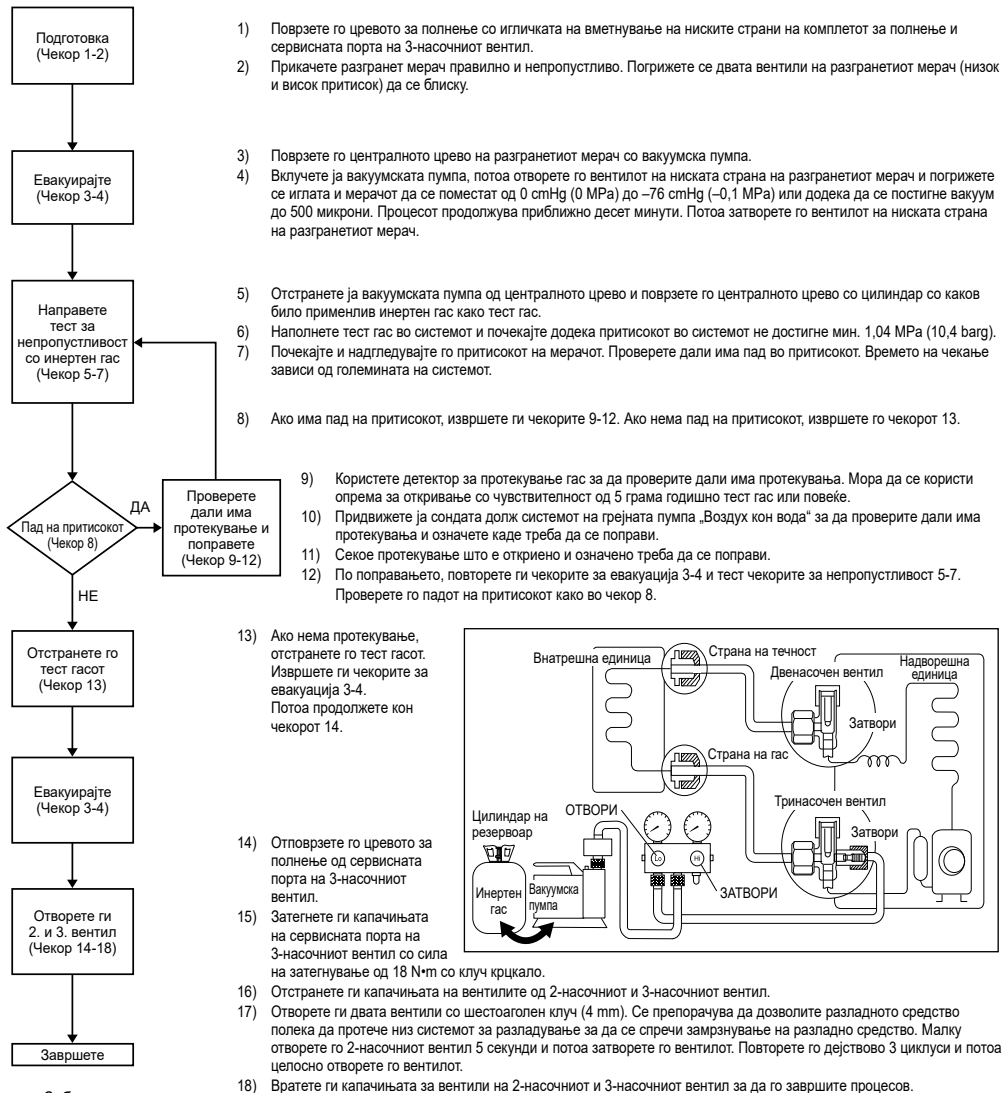 Подготовка
(Чекор 1-2)
1) Поврзете го цревото за полнење со игличката на вметнување на ниските страни на комплетот за полнење и
сервисната порта на 3-насочниот вентил.
2) Прикачете разгранет мерач правилно и непропустливо. Погрижете се двата вентили на разгранетиот мерач (низок
и висок притисок) да се блиску.
Евакуирајте
(Чекор 3-4)
3) Поврзете го централното црево на разгранетиот мерач со вакуумска пумпа.
4) Вклучете ја вакуумската пумпа, потоа отворете го вентилот на ниската страна на разгранетиот мерач и погрижете
се иглата и мерачот да се поместат од 0 cmHg (0 MPa) до –76 cmHg (–0,1 MPa) или додека да се постигне вакуум
до 500 микрони. Процесот продолжува приближно десет минути. Потоа затворете го вентилот на ниската страна
на разгранетиот мерач.
Направете
тест за
непропустливост
со инертен гас
(Чекор 5-7)
5) Отстранете ја вакуумската пумпа од централното црево и поврзете го централното црево со цилиндар со каков
било применлив инертен гас како тест гас.
6) Наполнете тест гас во системот и почекајте додека притисокот во системот не достигне мин. 1,04 MPa (10,4 barg).
7) Почекајте и надгледувајте го притисокот на мерачот. Проверете дали има пад во притисокот. Времето на чекање
зависи од големината на системот.
8) Ако има пад на притисокот, извршете ги чекорите 9-12. Ако нема пад на притисокот, извршете го чекорот 13.
Пад на притисокот
(Чекор 8)
ДА
НЕ
Проверете
дали има
протекување и
поправете
(Чекор 9-12)
9) Користете детектор за протекување гас за да проверите дали има протекувања. Мора да се користи
опрема за откривање со чувствителност од 5 грама годишно тест гас или повеќе.
10) Придвижете ја сондата долж системот на грејната пумпа „Воздух кон вода“ за да проверите дали има
протекувања и означете каде треба да се поправи.
11) Секое протекување што е откриено и означено треба да се поправи.
12) По поправањето, повторете ги чекорите за евакуација 3-4 и тест чекорите за непропустливост 5-7.
Проверете го падот на притисокот како во чекор 8.
Отстранете го
тест гасот
(Чекор 13)
13) Ако нема протекување,
отстранете го тест гасот.
Извршете ги чекорите за
евакуација 3-4.
Потоа продолжете кон
чекорот 14.
Внатрешна единица
Страна на течност
Двенасочен вентил
Надворешна
единица
Затвори
Страна на гас
Тринасочен вентил
Затвори
Цилиндар на
резервоар
ОТВОРИ
Lo
Hi
ЗАТВОРИ
Инертен
гас
Вакуумска
пумпа
Евакуирајте
(Чекор 3-4)
14) Отповрзете го цревото за
полнење од сервисната
порта на 3-насочниот
вентил.
15) Затегнете ги капачињата
на сервисната порта на
3-насочниот вентил со сила
на затегнување од 18 N•m со клуч крцкало.
Отворете ги
2. и 3. вентил
(Чекор 14-18)
16) Отстранете ги капачињата на вентилите од 2-насочниот и 3-насочниот вентил.
17) Отворете ги двата вентили со шестоаголен клуч (4 mm). Се препорачува да дозволите разладното средство
полека да протече низ системот за разладување за да се спречи замрзнување на разладно средство. Малку
отворете го 2-насочниот вентил 5 секунди и потоа затворете го вентилот. Повторете го дејствово 3 циклуси и потоа
целосно отворете го вентилот.
Завршете
18) Вратете ги капачињата за вентили на 2-насочниот и 3-насочниот вентил за да го завршите процесов.